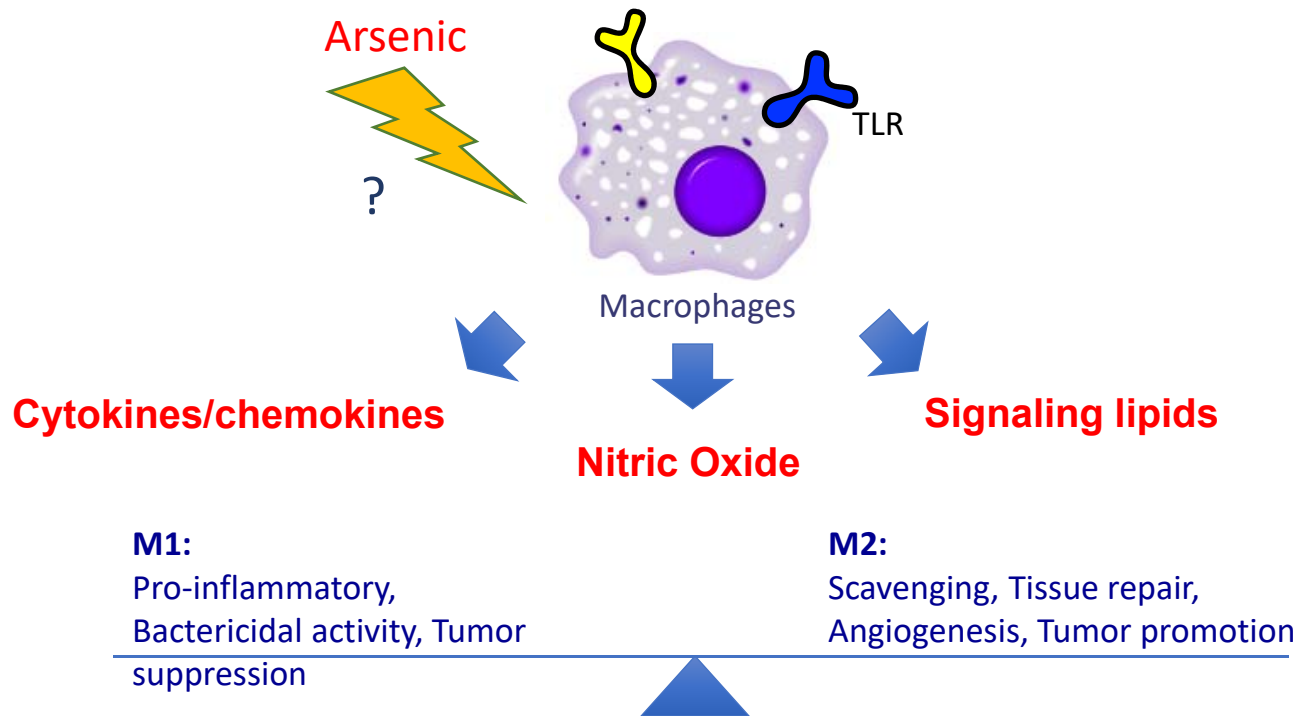 Arsenic
?
TLR
Macrophages
Cytokines/chemokines
Nitric Oxide
Signaling lipids
M1:
Pro-inflammatory,
Bactericidal activity, Tumor
suppression
M2:
Scavenging, Tissue repair,
Angiogenesis, Tumor promotion